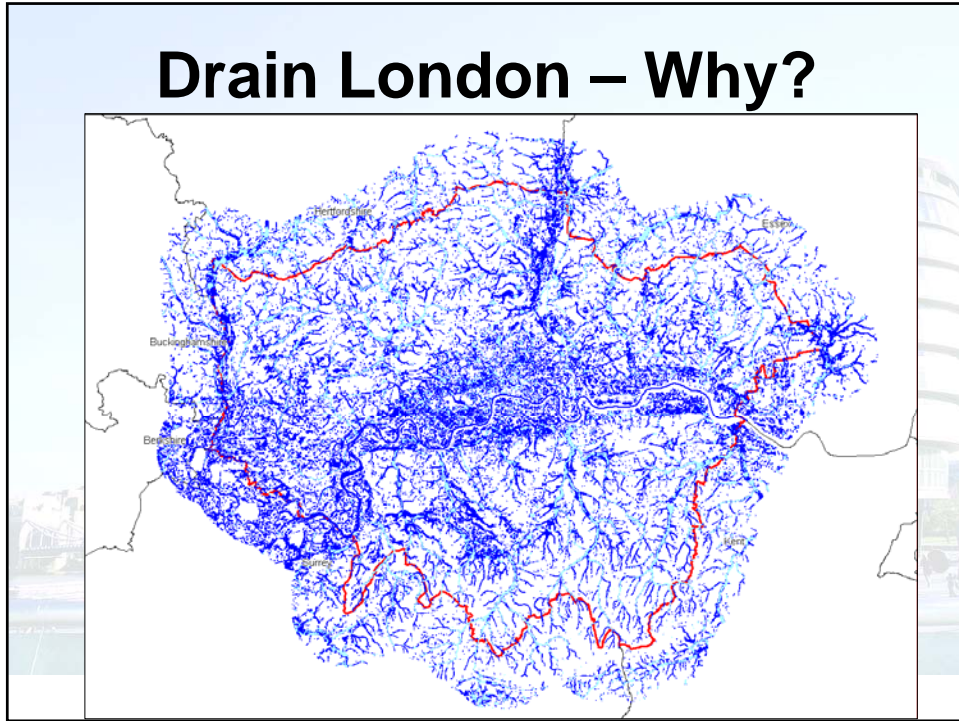 Drain London – Why?
Hertfordshire
Essex
Buckinghamshire
Berkshire
Surrey
Kent